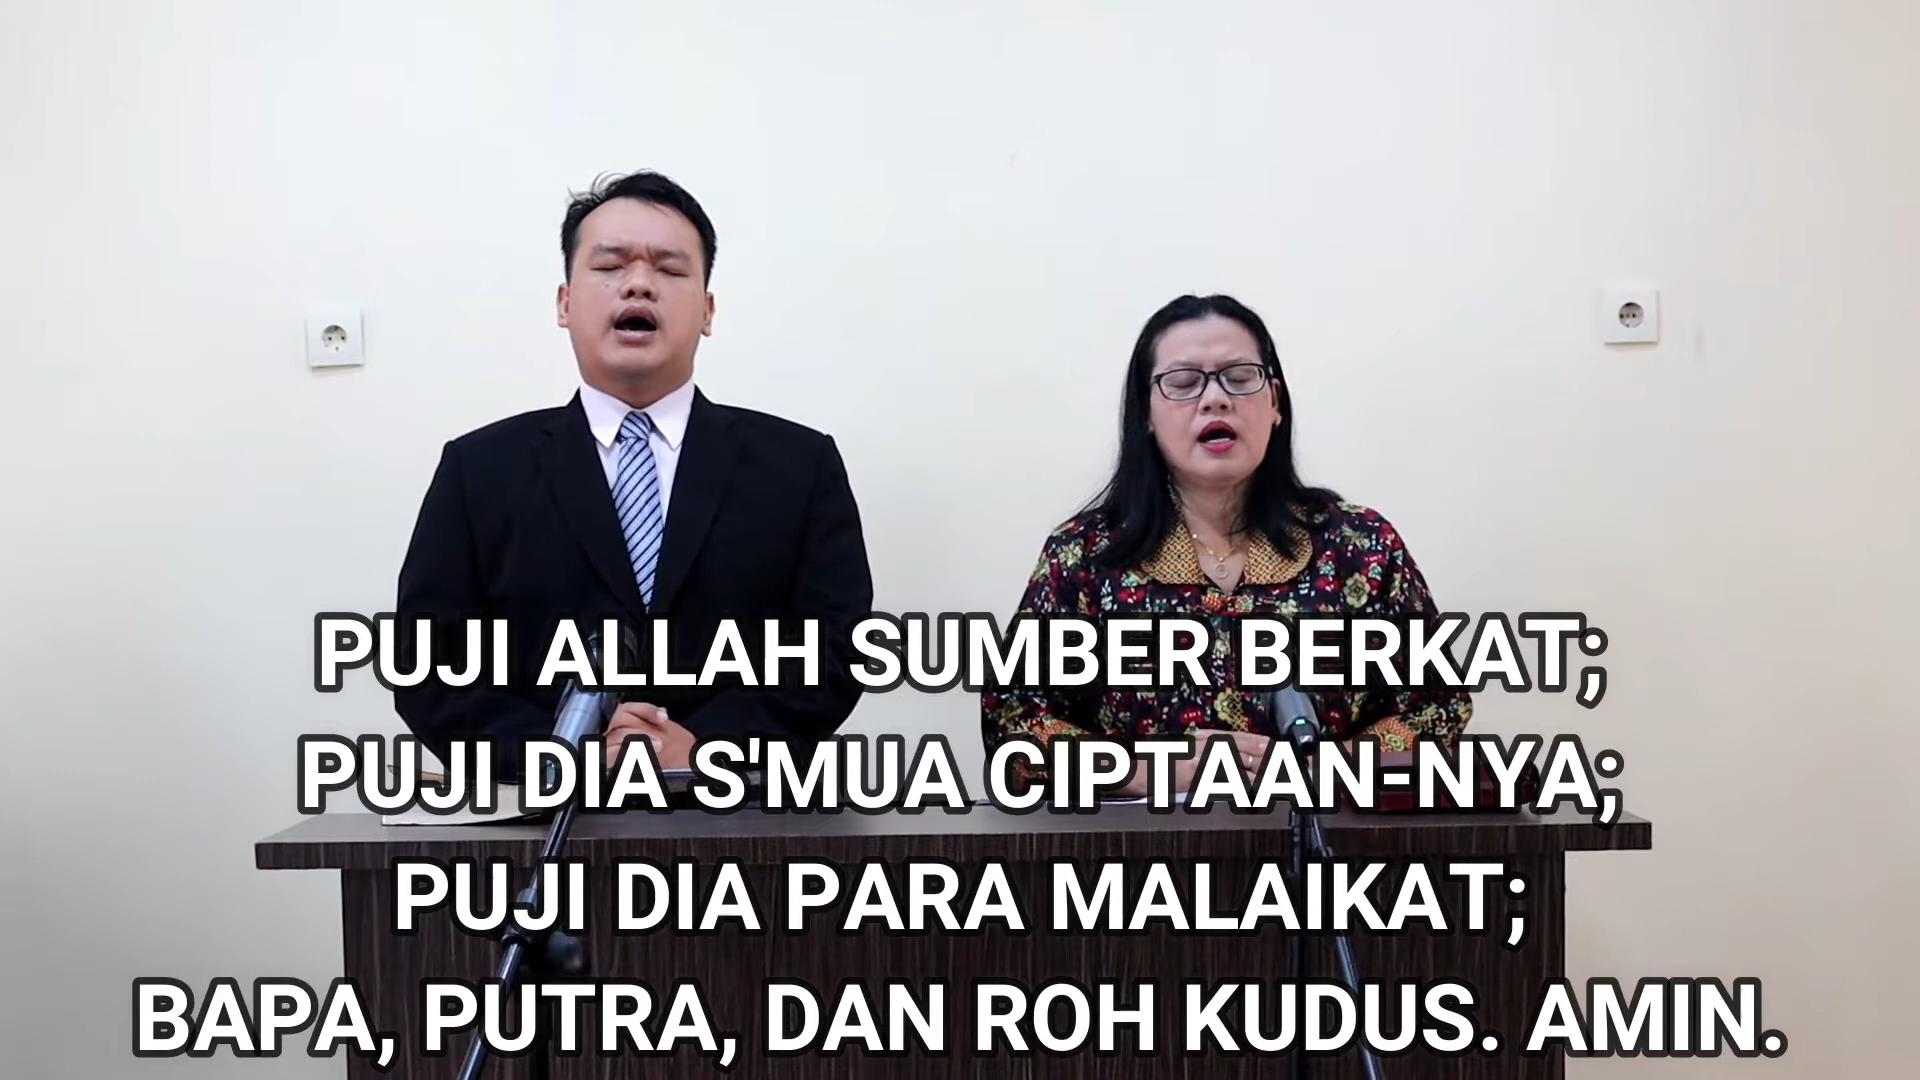 PUJI ALLAH SUMBER BERKAT;
PUJI DIA S'MUA CIPTAAN-NYA;
PUJI DIA PARA MALAIKAT;
BAPA, PUTRA, DAN ROH KUDUS. AMIN.